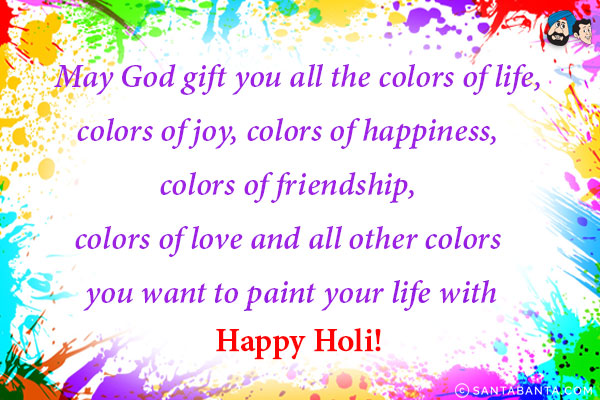 May God gift you all the colors of life,
colors of joy, colors of happiness,
colors of friendship,
colors of love and all other colors
you want to paint your life with
Happy Holi!
© SANTABANTA.COM